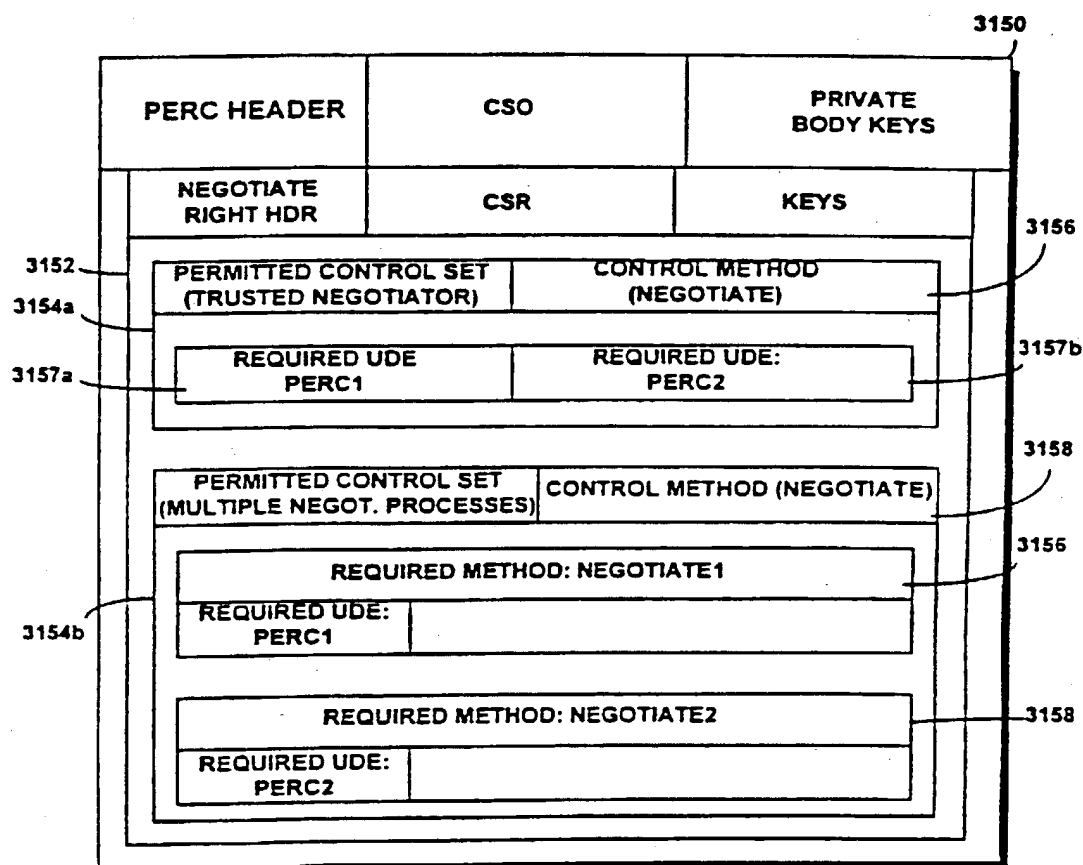 3150
PERC HEADER
CSO
PRIVATE
BODY KEYS
NEGOTIATE
RIGHT HDR
CSR
KEYS
3156
3152
PERMITTED CONTROL SET
(TRUSTED NEGOTIATOR)
CONTROL METHOD
(NEGOTIATE)
3154a
REQUIRED UDE
PERC1
REQUIRED UDE:
PERC2
3157b
3157a
3158
PERMITTED CONTROL SET
(MULTIPLE NEGOT. PROCESSES)
CONTROL METHOD (NEGOTIATE)
3156
REQUIRED METHOD: NEGOTIATE1
REQUIRED UDE:
PERC1
3154b
REQUIRED METHOD: NEGOTIATE2
3158
REQUIRED UDE:
PERC2